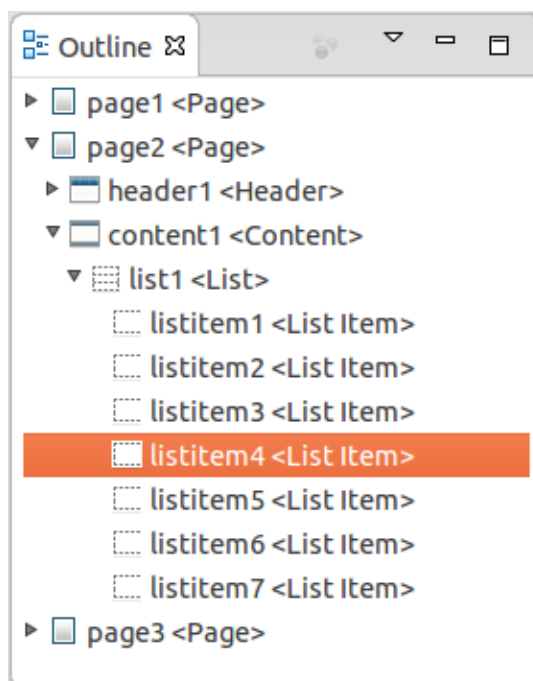 Outline
page1 <Page>
page2 <Page>
header1 <Header>
content1 <Content>
list1 <List>
listitem1 <List Item>
listitem2 <List Item>
listitem3 <List Item>
listitem4 <List Item>
listitem5 <List Item>
listitem6 <List Item>
listitem7 <List Item>
page3 <Page>